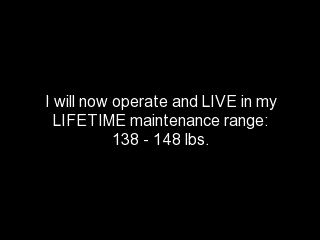 I will now operate and LIVE in my
LIFETIME maintenance range:
138 - 148 lbs.